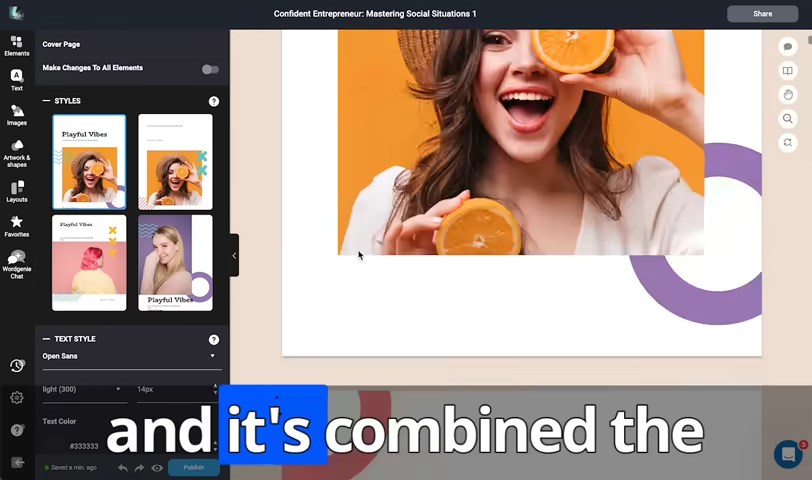 Confident Entrepreneur: Mastering Social Situations 1
Share
Elements
Text
Images
Artwork & shapes
Layouts
Favorites
Wordgenie Chat
Cover Page
Make Changes To All Elements
STYLES
?
Playful Vibes
Playful Vibes
Playful Vibes
TEXT STYLE
?
Open Sans
light (300)
14px
Text Color
#333333
Saved a min. ago
Publish
3
and it's combined the